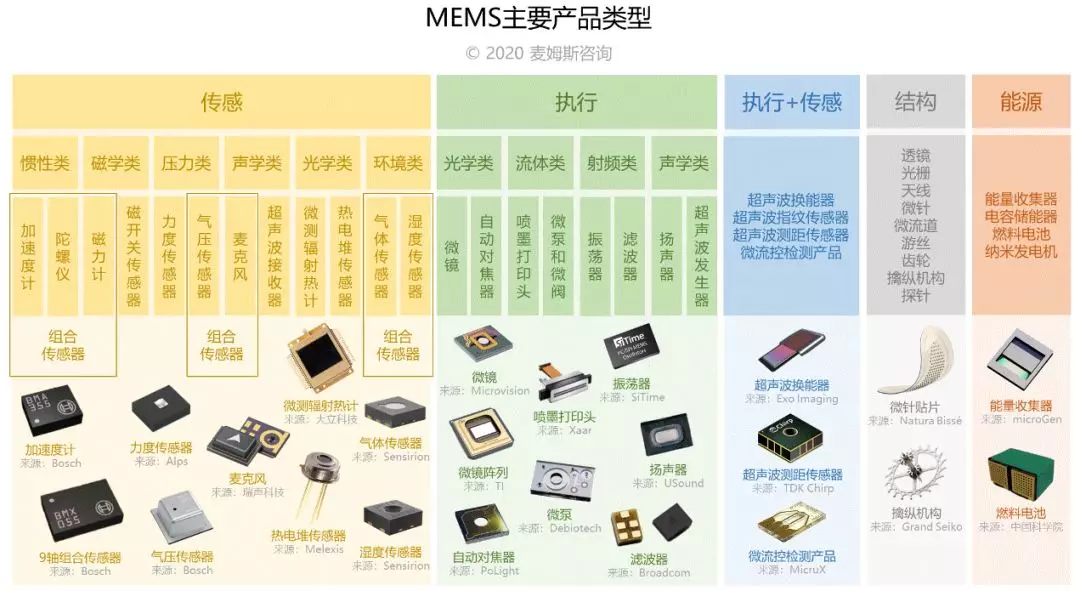 MEMS主要产品类型
© 2020 麦姆斯咨询
传感
执行
执行+传感
结构
能源
惯性类
磁学类
压力类
声学类
光学类
环境类
光学类
流体类
射频类
声学类
加速度计
陀螺仪
磁力计
磁开关传感器
力度传感器
气压传感器
麦克风
超声波接收器
微测辐射热计
热电堆传感器
气体传感器
湿度传感器
微镜
自动对焦器
喷墨打印头
微泵和微阀
振荡器
滤波器
扬声器
超声波发生器
超声波换能器
超声波指纹传感器
超声波测距传感器
微流控检测产品
透镜
光栅
天线
微针
微流道
游丝
齿轮
擒纵机构
探针
能量收集器
电容储能器
燃料电池
纳米发电机
组合
传感器
组合
传感器
组合
传感器
BMA
355
加速度计
来源：Bosch
力度传感器
来源：Alps
麦克风
来源：瑞声科技
微测辐射热计
来源：大立科技
气体传感器
来源：Sensirion
BMX
055
9轴组合传感器
来源：Bosch
气压传感器
来源：Bosch
热电堆传感器
来源：Melexis
湿度传感器
来源：Sensirion
微镜
来源：Microvision
喷墨打印头
来源：Xaar
SiTime
振荡器
来源：SiTime
微镜阵列
来源：TI
微泵
来源：Debiotech
扬声器
来源：USound
自动对焦器
来源：PoLight
滤波器
来源：Broadcom
超声波换能器
来源：Exo Imaging
Chirp
超声波测距传感器
来源：TDK Chirp
微流控检测产品
来源：MicruX
微针贴片
来源：Natura Bissé
擒纵机构
来源：Grand Seiko
能量收集器
来源：microGen
燃料电池
来源：中国科学院